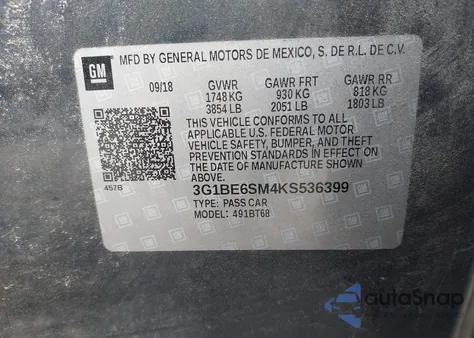 GM
MFD BY GENERAL MOTORS DE MEXICO, S. DE R.L. DE C.V.
09/18 GVWR GAWR FRT GAWR RR
1748 KG 930 KG 818 KG
3854 LB 2051 LB 1803 LB
THIS VEHICLE CONFORMS TO ALL
APPLICABLE U.S. FEDERAL MOTOR
VEHICLE SAFETY, BUMPER, AND THEFT
PREVENTION STANDARDS IN EFFECT ON
THE DATE OF MANUFACTURE SHOWN
ABOVE.
457B
3G1BE6SM4KS536399
TYPE: PASS CAR
MODEL: 491BT68
autoSnap